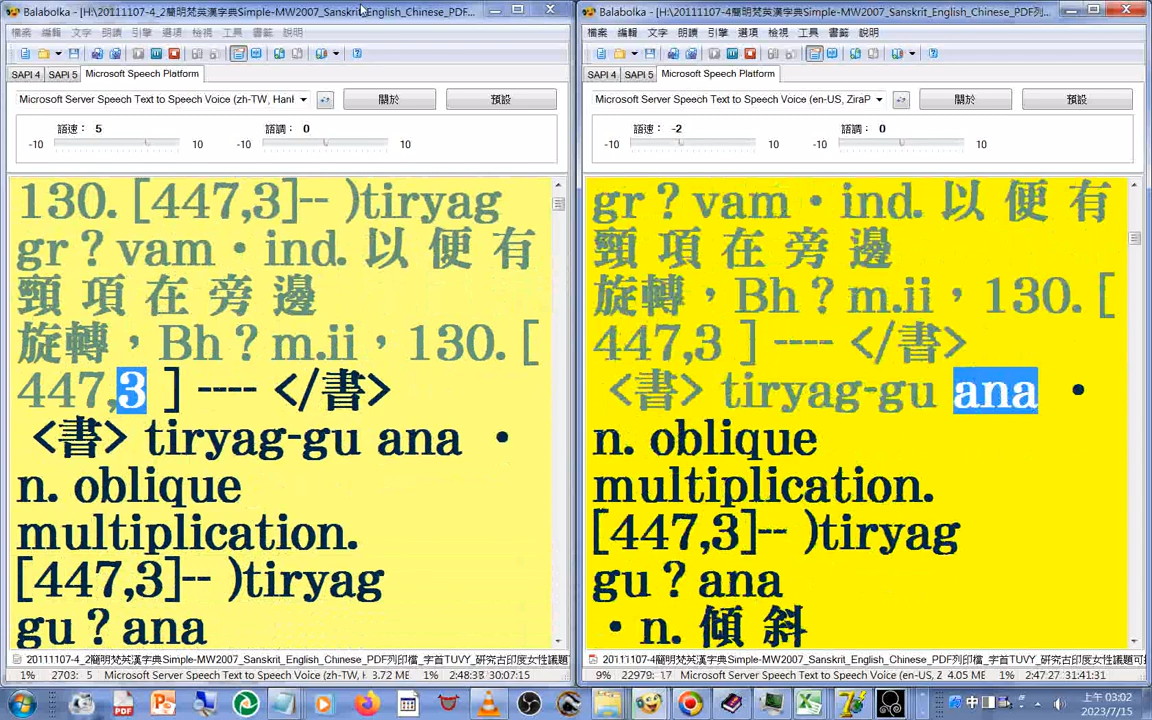 Balabolka - [H:\20111107-4_2簡明梵英漢字典Simple-MW2007_Sanskrit_English_Chinese_PDF...
檔案 編輯 文字 朗讀 引擎 選項 檢視 工具 書籤 說明
SAPI 4 SAPI 5 Microsoft Speech Platform
Microsoft Server Speech Text to Speech Voice (zh-TW, Hanl
關於 預設
語速： 5 語調： 0
-10 10 -10 10
130. [447,3]-- )tiryag
gr？vam・ind. 以 便 有
頸 項 在 旁 邊
旋轉，Bh？m.ii，130. [
447,3 ] ---- </書>
<書> tiryag-gu ana •
n. oblique
multiplication.
[447,3]-- )tiryag
gu？ana
20111107-4_2簡明梵英漢字典Simple-MW2007_Sanskrit_English_Chinese_PDF列印檔_字首TUVY_研究古印度女性議題
1% 2703: 5 Microsoft Server Speech Text to Speech Voice (zh-TW, H 3.72 MB 1% 2:48:33 30:07:15
Balabolka - [H:\20111107-4簡明梵英漢字典Simple-MW2007_Sanskrit_English_Chinese_PDF列...
檔案 編輯 文字 朗讀 引擎 選項 檢視 工具 書籤 說明
SAPI 4 SAPI 5 Microsoft Speech Platform
Microsoft Server Speech Text to Speech Voice (en-US, ZiraP
關於 預設
語速： -2 語調： 0
-10 10 -10 10
gr？vam・ind. 以 便 有
頸 項 在 旁 邊
旋轉，Bh？m.ii，130. [
447,3 ] ---- </書>
<書> tiryag-gu ana •
n. oblique
multiplication.
[447,3]-- )tiryag
gu？ana
・n. 傾 斜
20111107-4簡明梵英漢字典Simple-MW2007_Sanskrit_English_Chinese_PDF列印檔_字首TUVY_研究古印度女性議題可
9% 22979: 17 Microsoft Server Speech Text to Speech Voice (en-US, Z 4.05 MB 1% 2:47:27 31:41:31
中
上午 03:02
2023/7/15